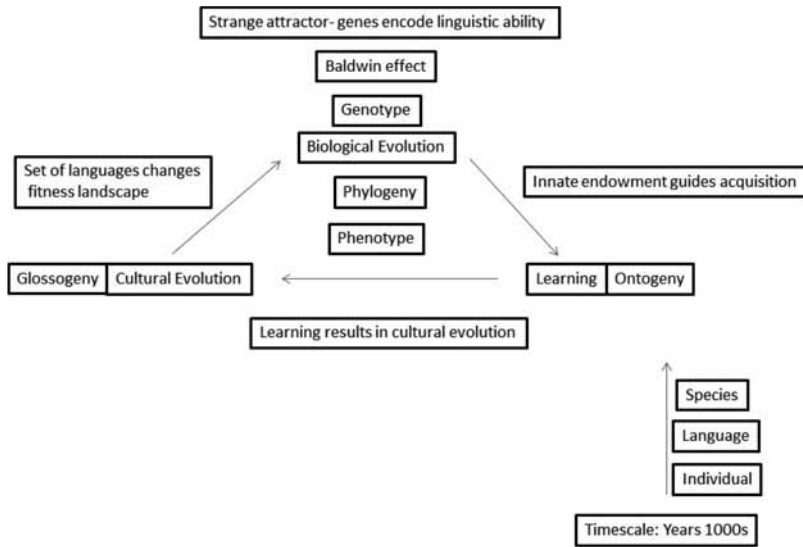 Strange attractor- genes encode linguistic ability
Baldwin effect
Genotype
Biological Evolution
Set of languages changes
fitness landscape
Innate endowment guides acquisition
Phylogeny
Phenotype
Glossogeny
Cultural Evolution
Learning
Ontogeny
Learning results in cultural evolution
Species
Language
Individual
Timescale: Years 1000s